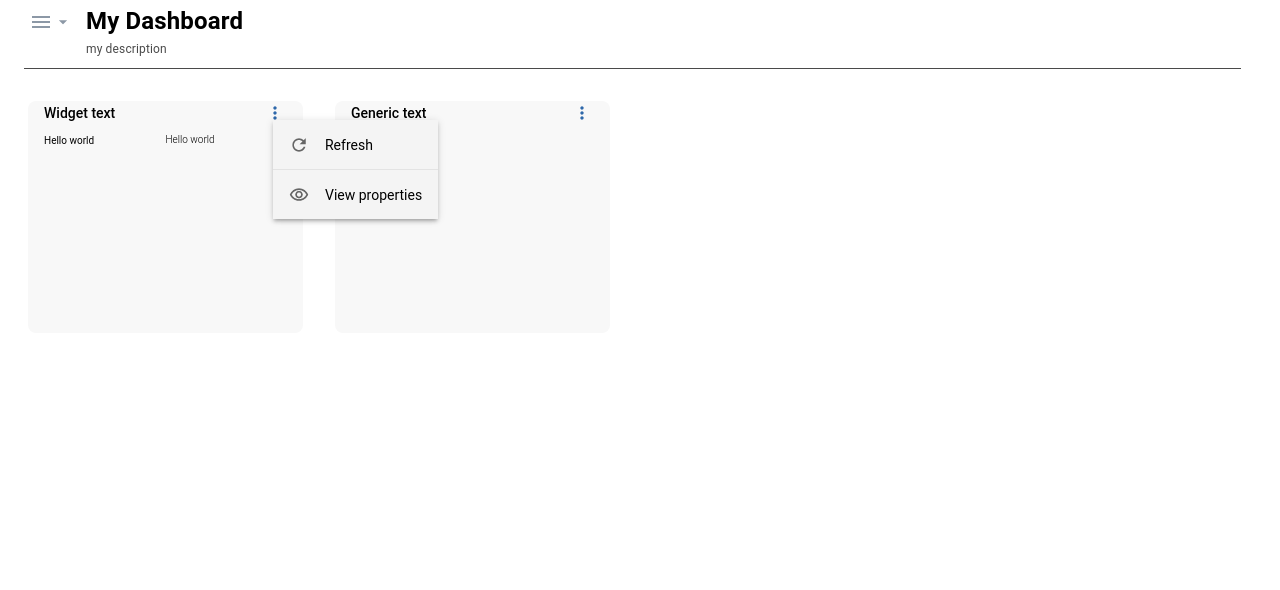 My Dashboard
my description
Widget text
Generic text
Hello world
Hello world
Refresh
View properties